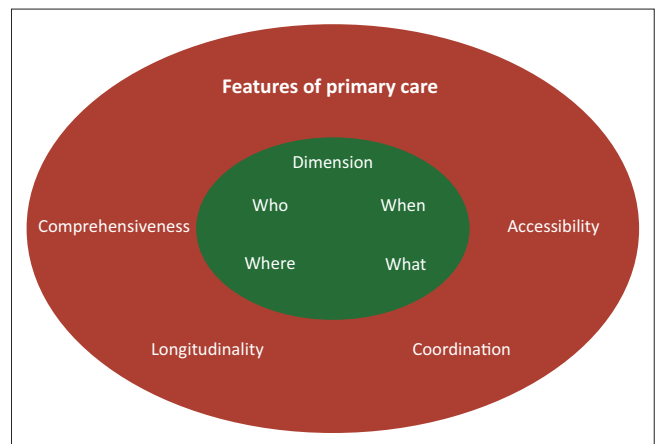 Features of primary care
Dimension
Who When
Comprehensiveness Accessibility
Where What
Longitudinality Coordination